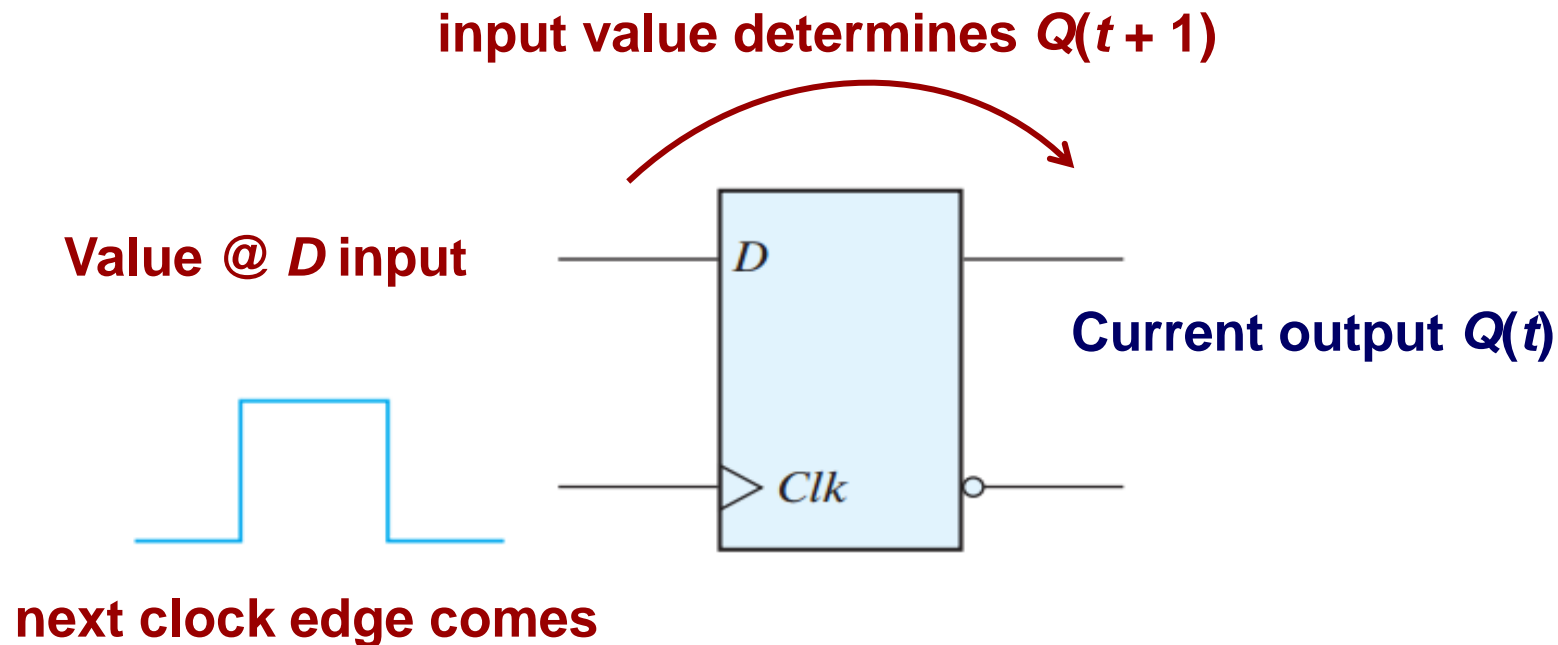 input value determines Q(t + 1)
Value @ D input
D
Current output Q(t)
Clk
next clock edge comes